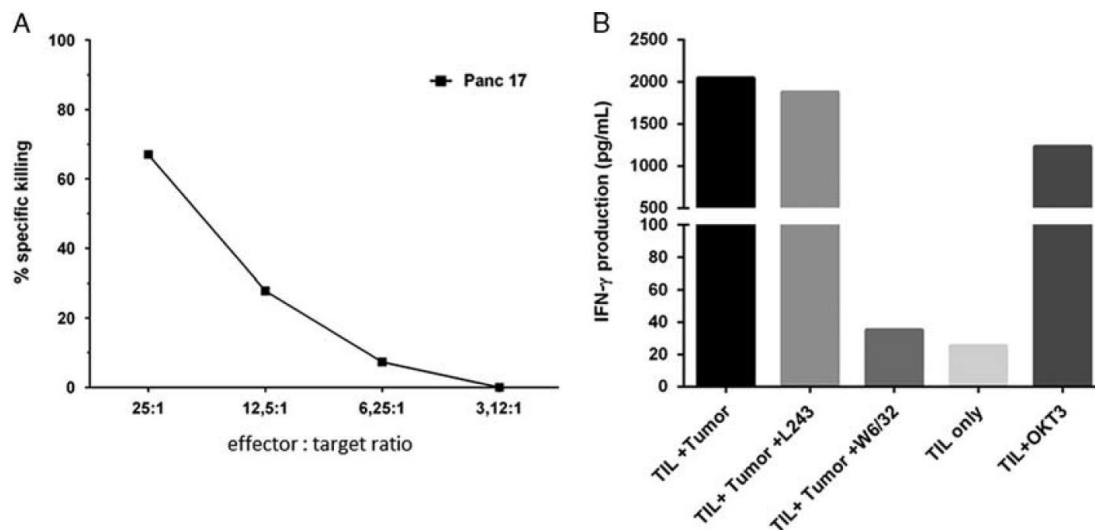 A
% specific killing
100
80
60
40
20
0
Panc 17
25:1
12,5:1
6,25:1
3,12:1
effector : target ratio
B
IFN-γ production (pg/mL)
2500
2000
1500
1000
500
100
80
60
40
20
0
TIL +Tumor
TIL+ Tumor +L243
TIL+ Tumor +W6/32
TIL only
TIL+OKT3